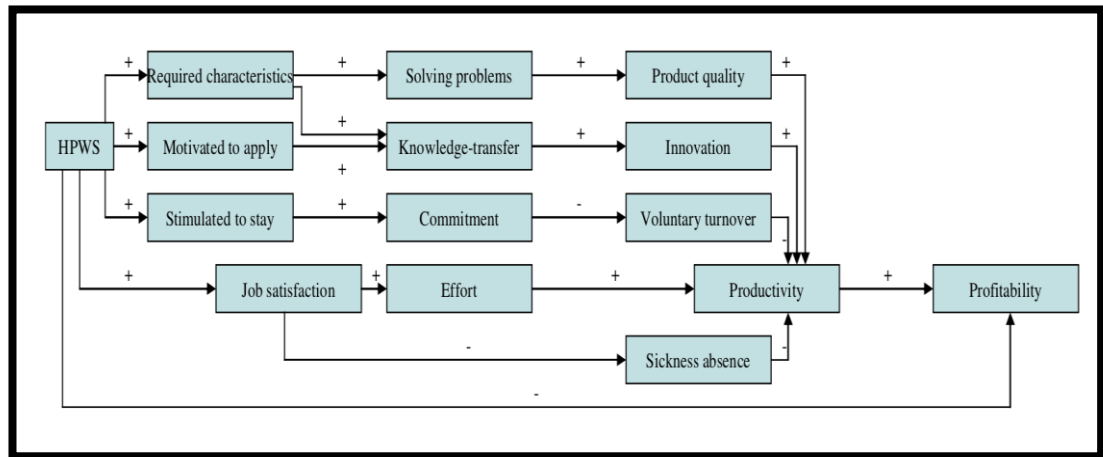 + + + +
Required characteristics Solving problems Product quality
+
HPWS + Motivated to apply Knowledge-transfer + Innovation +
+
+ Stimulated to stay + Commitment - Voluntary turnover
-
+ Job satisfaction + Effort + Productivity + Profitability
- Sickness absence -
-